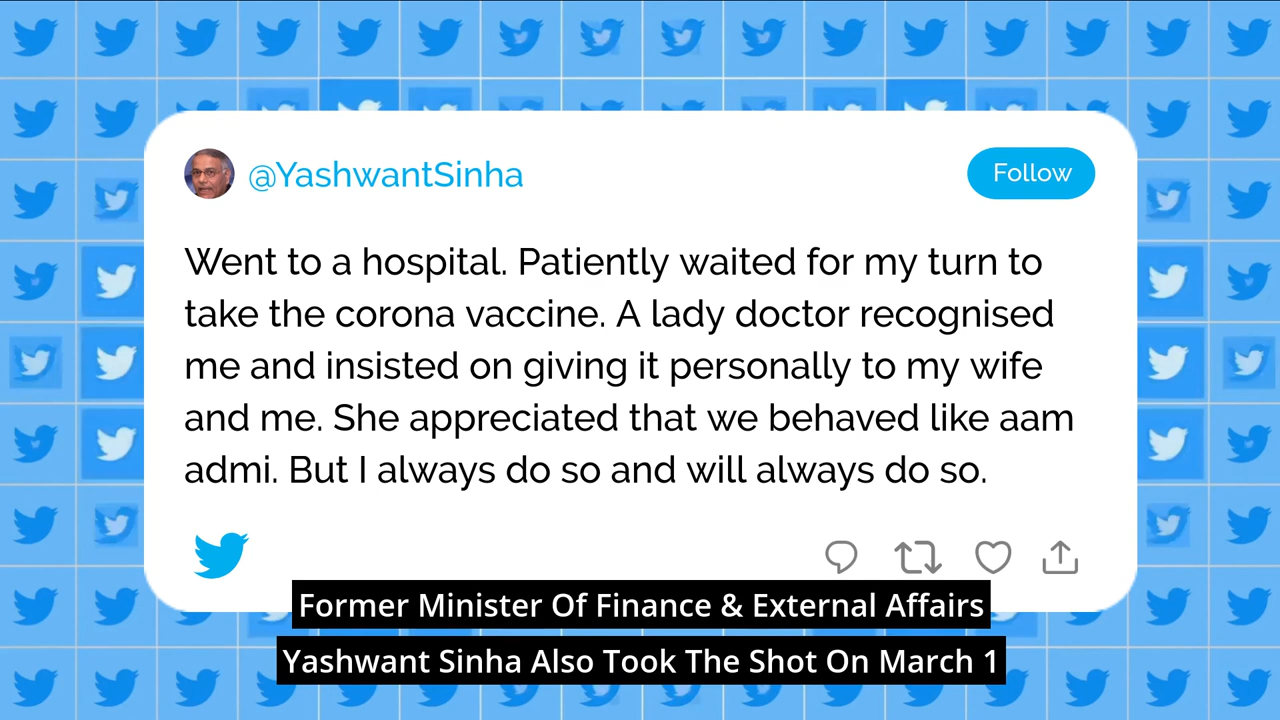 @YashwantSinha
Follow
Went to a hospital. Patiently waited for my turn to
take the corona vaccine. A lady doctor recognised
me and insisted on giving it personally to my wife
and me. She appreciated that we behaved like aam
admi. But I always do so and will always do so.
Former Minister Of Finance & External Affairs
Yashwant Sinha Also Took The Shot On March 1